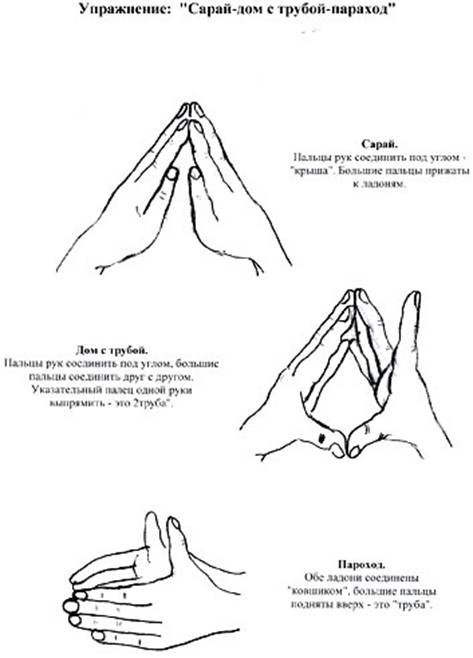 Упражнение: "Сарай-дом с трубой-параход"
Сарай.
Пальцы рук соединить под углом -
"крыша". Большие пальцы прижаты
к ладоням.
Дом с трубой.
Пальцы рук соединить под углом, большие
пальцы соединить друг с другом.
Указательный палец одной руки
выпрямить - это 2труба".
Пароход.
Обе ладони соединены
"ковшиком", большие пальцы
подняты вверх - это "труба".